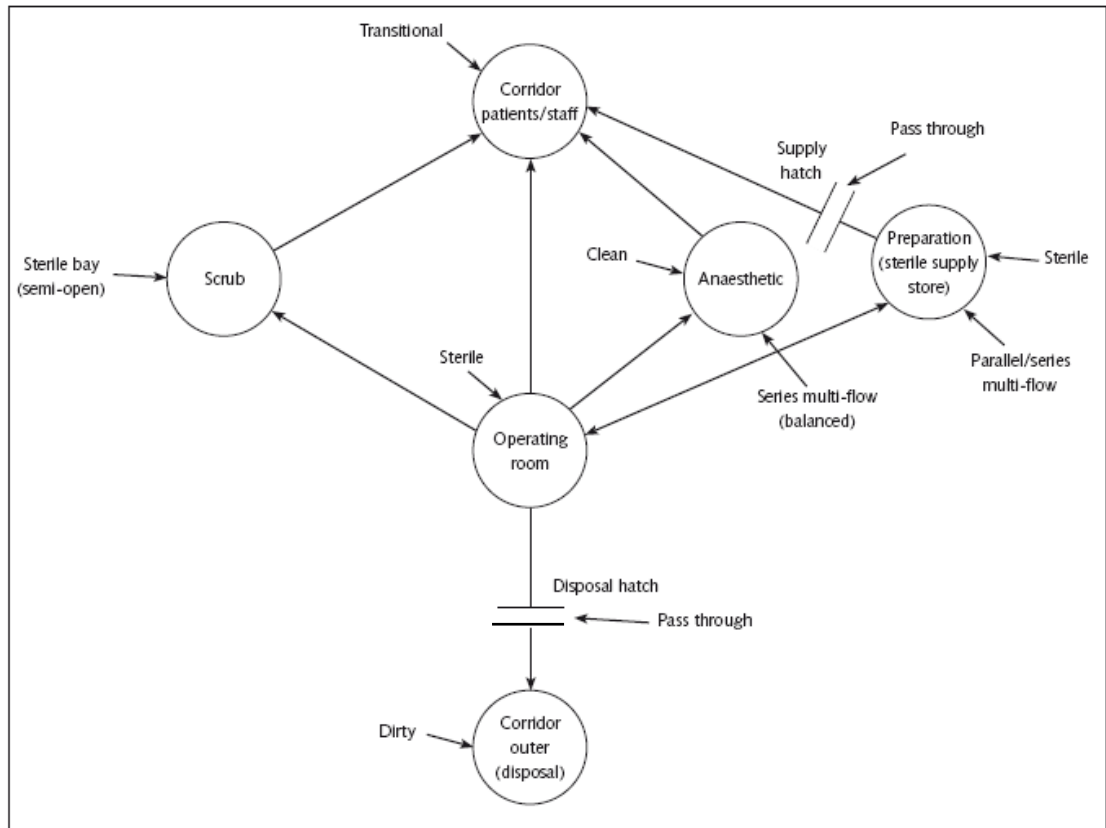 Transitional
Corridor
patients/staff
Pass through
Supply
hatch
Sterile bay
(semi-open)
Scrub
Clean
Anaesthetic
Preparation
(sterile supply
store)
Sterile
Sterile
Series multi-flow
(balanced)
Parallel/series
multi-flow
Operating
room
Disposal hatch
Pass through
Dirty
Corridor
outer
(disposal)